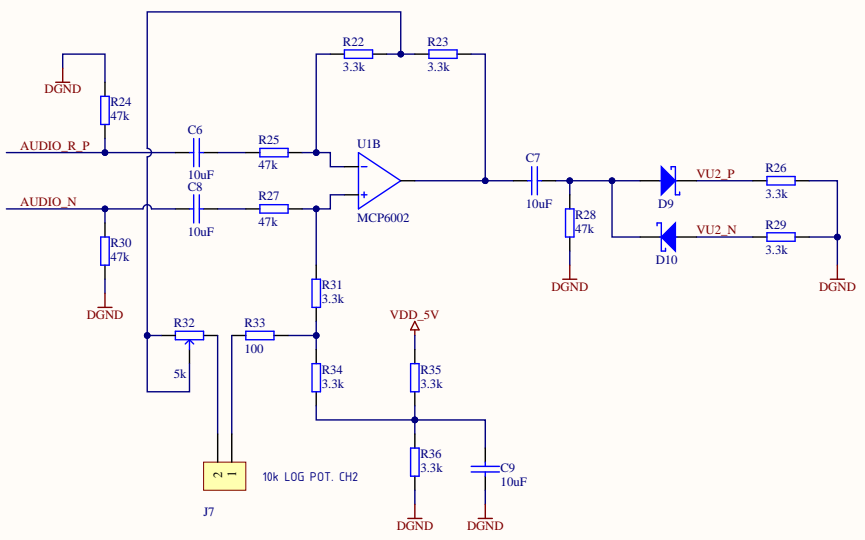 R22
3.3k
R23
3.3k
DGND
R24
47k
AUDIO_R_P
C6
10uF
R25
47k
U1B
MCP6002
C8
10uF
R27
47k
AUDIO_N
R30
47k
DGND
C7
10uF
R28
47k
DGND
D9
VU2_P
R26
3.3k
D10
VU2_N
R29
3.3k
DGND
R31
3.3k
R32
5k
R33
100
R34
3.3k
VDD_5V
R35
3.3k
R36
3.3k
DGND
C9
10uF
DGND
2 1
10k LOG POT. CH2
J7